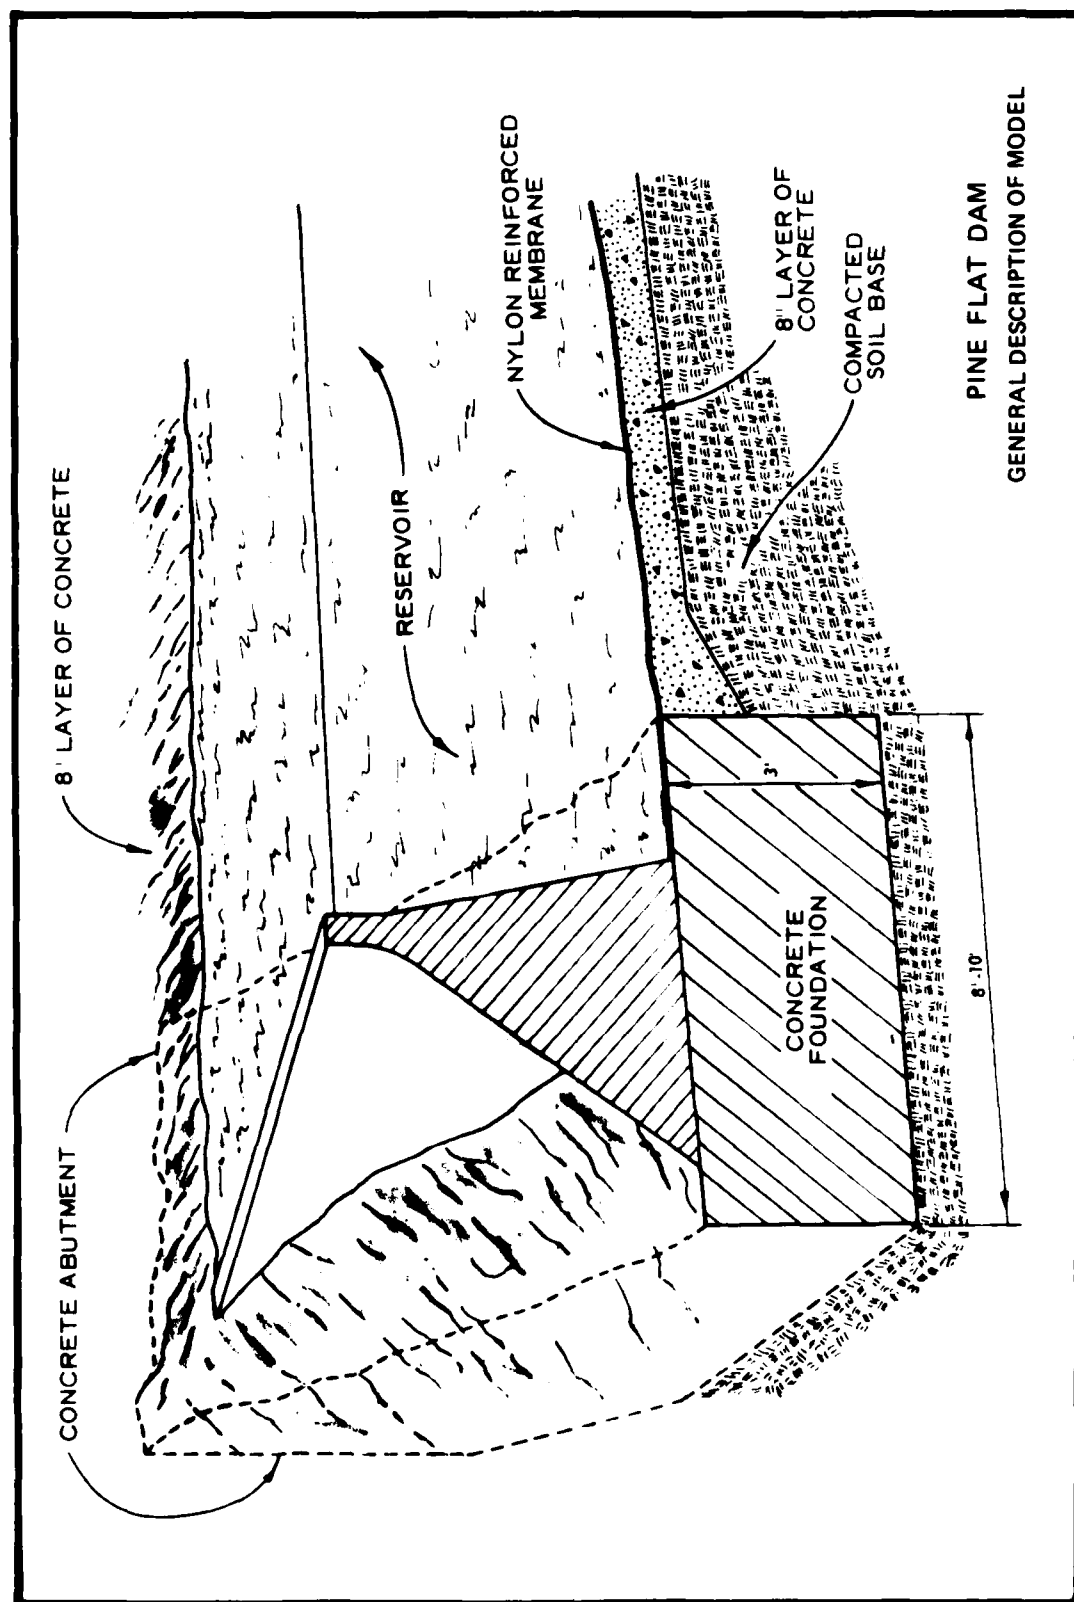 CONCRETE ABUTMENT
8" LAYER OF CONCRETE
RESERVOIR
NYLON REINFORCED
MEMBRANE
8" LAYER OF
CONCRETE
COMPACTED
SOIL BASE
CONCRETE
FOUNDATION
3'
8'-10"
PINE FLAT DAM
GENERAL DESCRIPTION OF MODEL